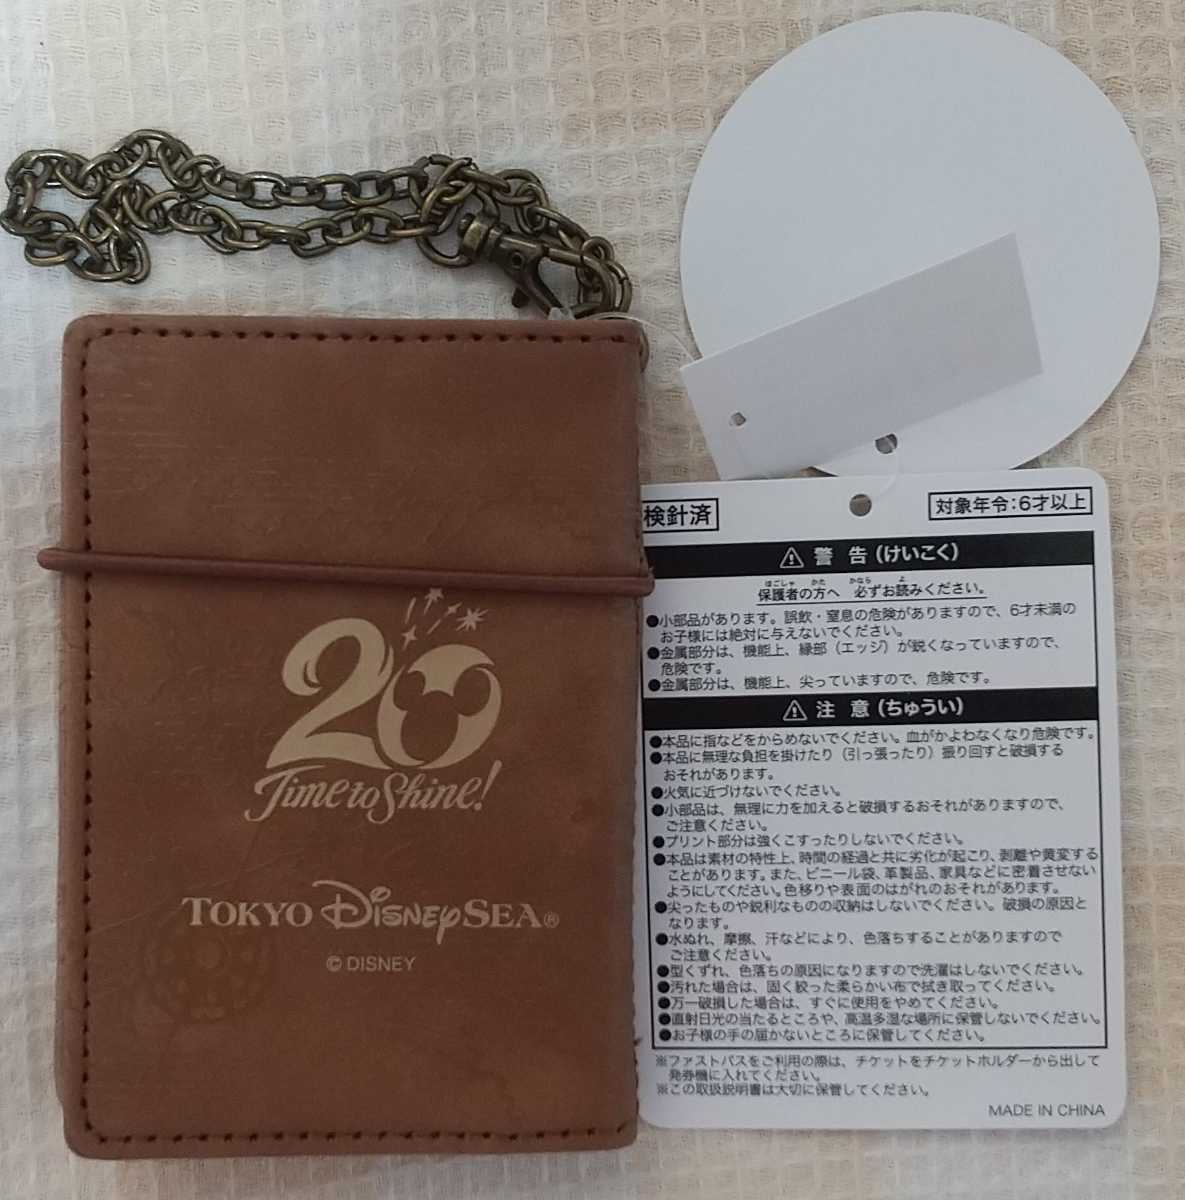 20
Time to Shine!
TOKYO DISNEYSEA®
© DISNEY
検針済
対象年令:6才以上
⚠ 警 告 (けいこく)
保護者の方へ 必ずお読みください。
●小部品があります。誤飲・窒息の危険がありますので、6才未満の
お子様には絶対に与えないでください。
●金属部分は、機能上、縁部(エッジ)が鋭くなっていますので、
危険です。
●金属部分は、機能上、尖っていますので、危険です。
⚠ 注 意 (ちゅうい)
●本品に指などをからめないでください。血がかよわなくなり危険です。
●本品に無理な負担を掛けたり(引っ張ったり)振り回すと破損する
おそれがあります。
●火気に近づけないでください。
●小部品は、無理に力を加えると破損するおそれがありますので、
ご注意ください。
●プリント部分は強くこすったりしないでください。
●本品は素材の特性上、時間の経過と共に劣化が起こり、剥離や黄変する
ことがあります。また、ビニール袋、革製品、家具などに密着させない
ようにしてください。色移りや表面のはがれのおそれがあります。
●尖ったものや鋭利なものの収納はしないでください。破損の原因と
なります。
●水ぬれ、摩擦、汗などにより、色落ちすることがありますので
ご注意ください。
●型くずれ、色落ちの原因になりますので洗濯はしないでください。
●汚れた場合は、固く絞った柔らかい布で拭き取ってください。
●万一破損した場合は、すぐに使用をやめてください。
●直射日光の当たるところや、高温多湿な場所に保管しないでください。
●お子様の手の届かないところに保管してください。
※ファストパスをご利用の際は、チケットをチケットホルダーから出して
発券機に入れてください。
※この取扱説明書は大切に保管してください。
MADE IN CHINA